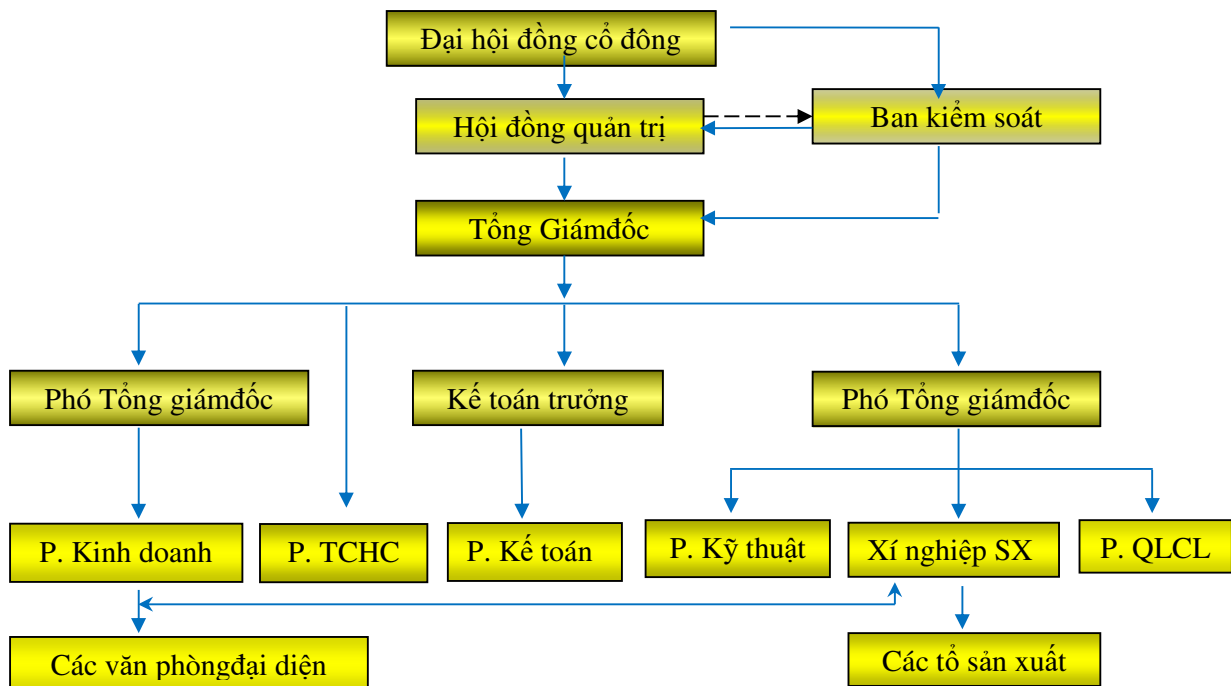 Đại hội đồng cổ đông
Hội đồng quản trị
Ban kiểm soát
Tổng Giámđốc
Phó Tổng giámđốc
Kế toán trưởng
Phó Tổng giámđốc
P. Kinh doanh
P. TCHC
P. Kế toán
P. Kỹ thuật
Xí nghiệp SX
P. QLCL
Các văn phòngđại diện
Các tổ sản xuất